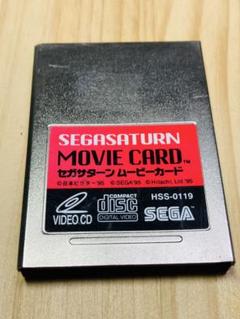 SEGASATURN
MOVIE CARD™
セガサターン ムービーカード
©日本ビクター '95 ©SEGA '95 ©Hitachi, Ltd. '95
VIDEO CD
COMPACT
disc
DIGITAL VIDEO
HSS-0119
SEGA